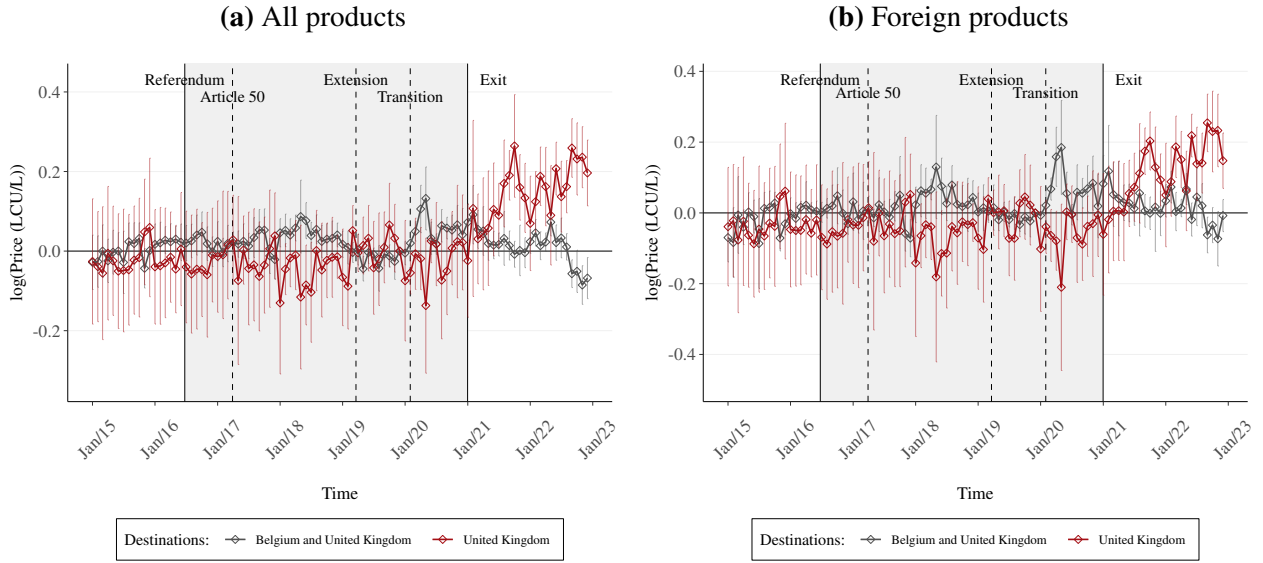 (a) All products
Referendum
Article 50
Extension
Transition
Exit
log(Price (LCU/L))
0.4
0.2
0.0
-0.2
Jan/15
Jan/16
Jan/17
Jan/18
Jan/19
Jan/20
Jan/21
Jan/22
Jan/23
Time
Destinations: Belgium and United Kingdom United Kingdom
(b) Foreign products
Referendum
Article 50
Extension
Transition
Exit
log(Price (LCU/L))
0.4
0.2
0.0
-0.2
-0.4
Jan/15
Jan/16
Jan/17
Jan/18
Jan/19
Jan/20
Jan/21
Jan/22
Jan/23
Time
Destinations: Belgium and United Kingdom United Kingdom